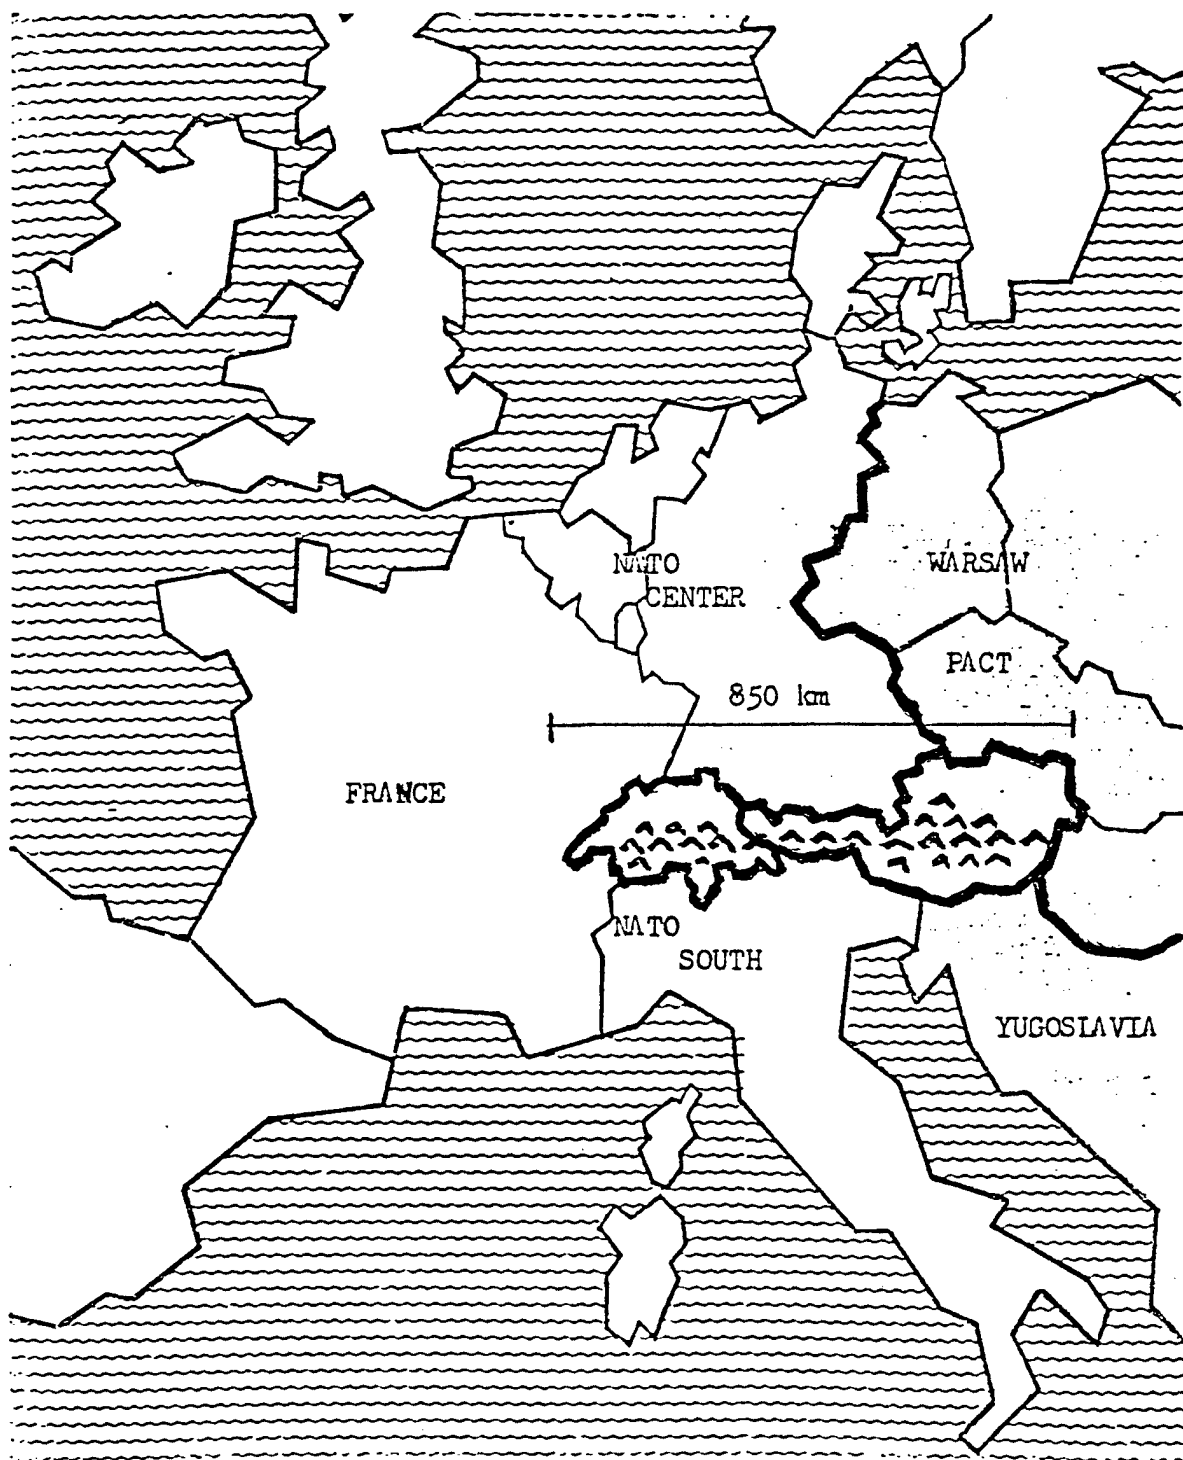 NATO
CENTER
WARSAW
PACT
850 km
FRANCE
NATO
SOUTH
YUGOSLAVIA